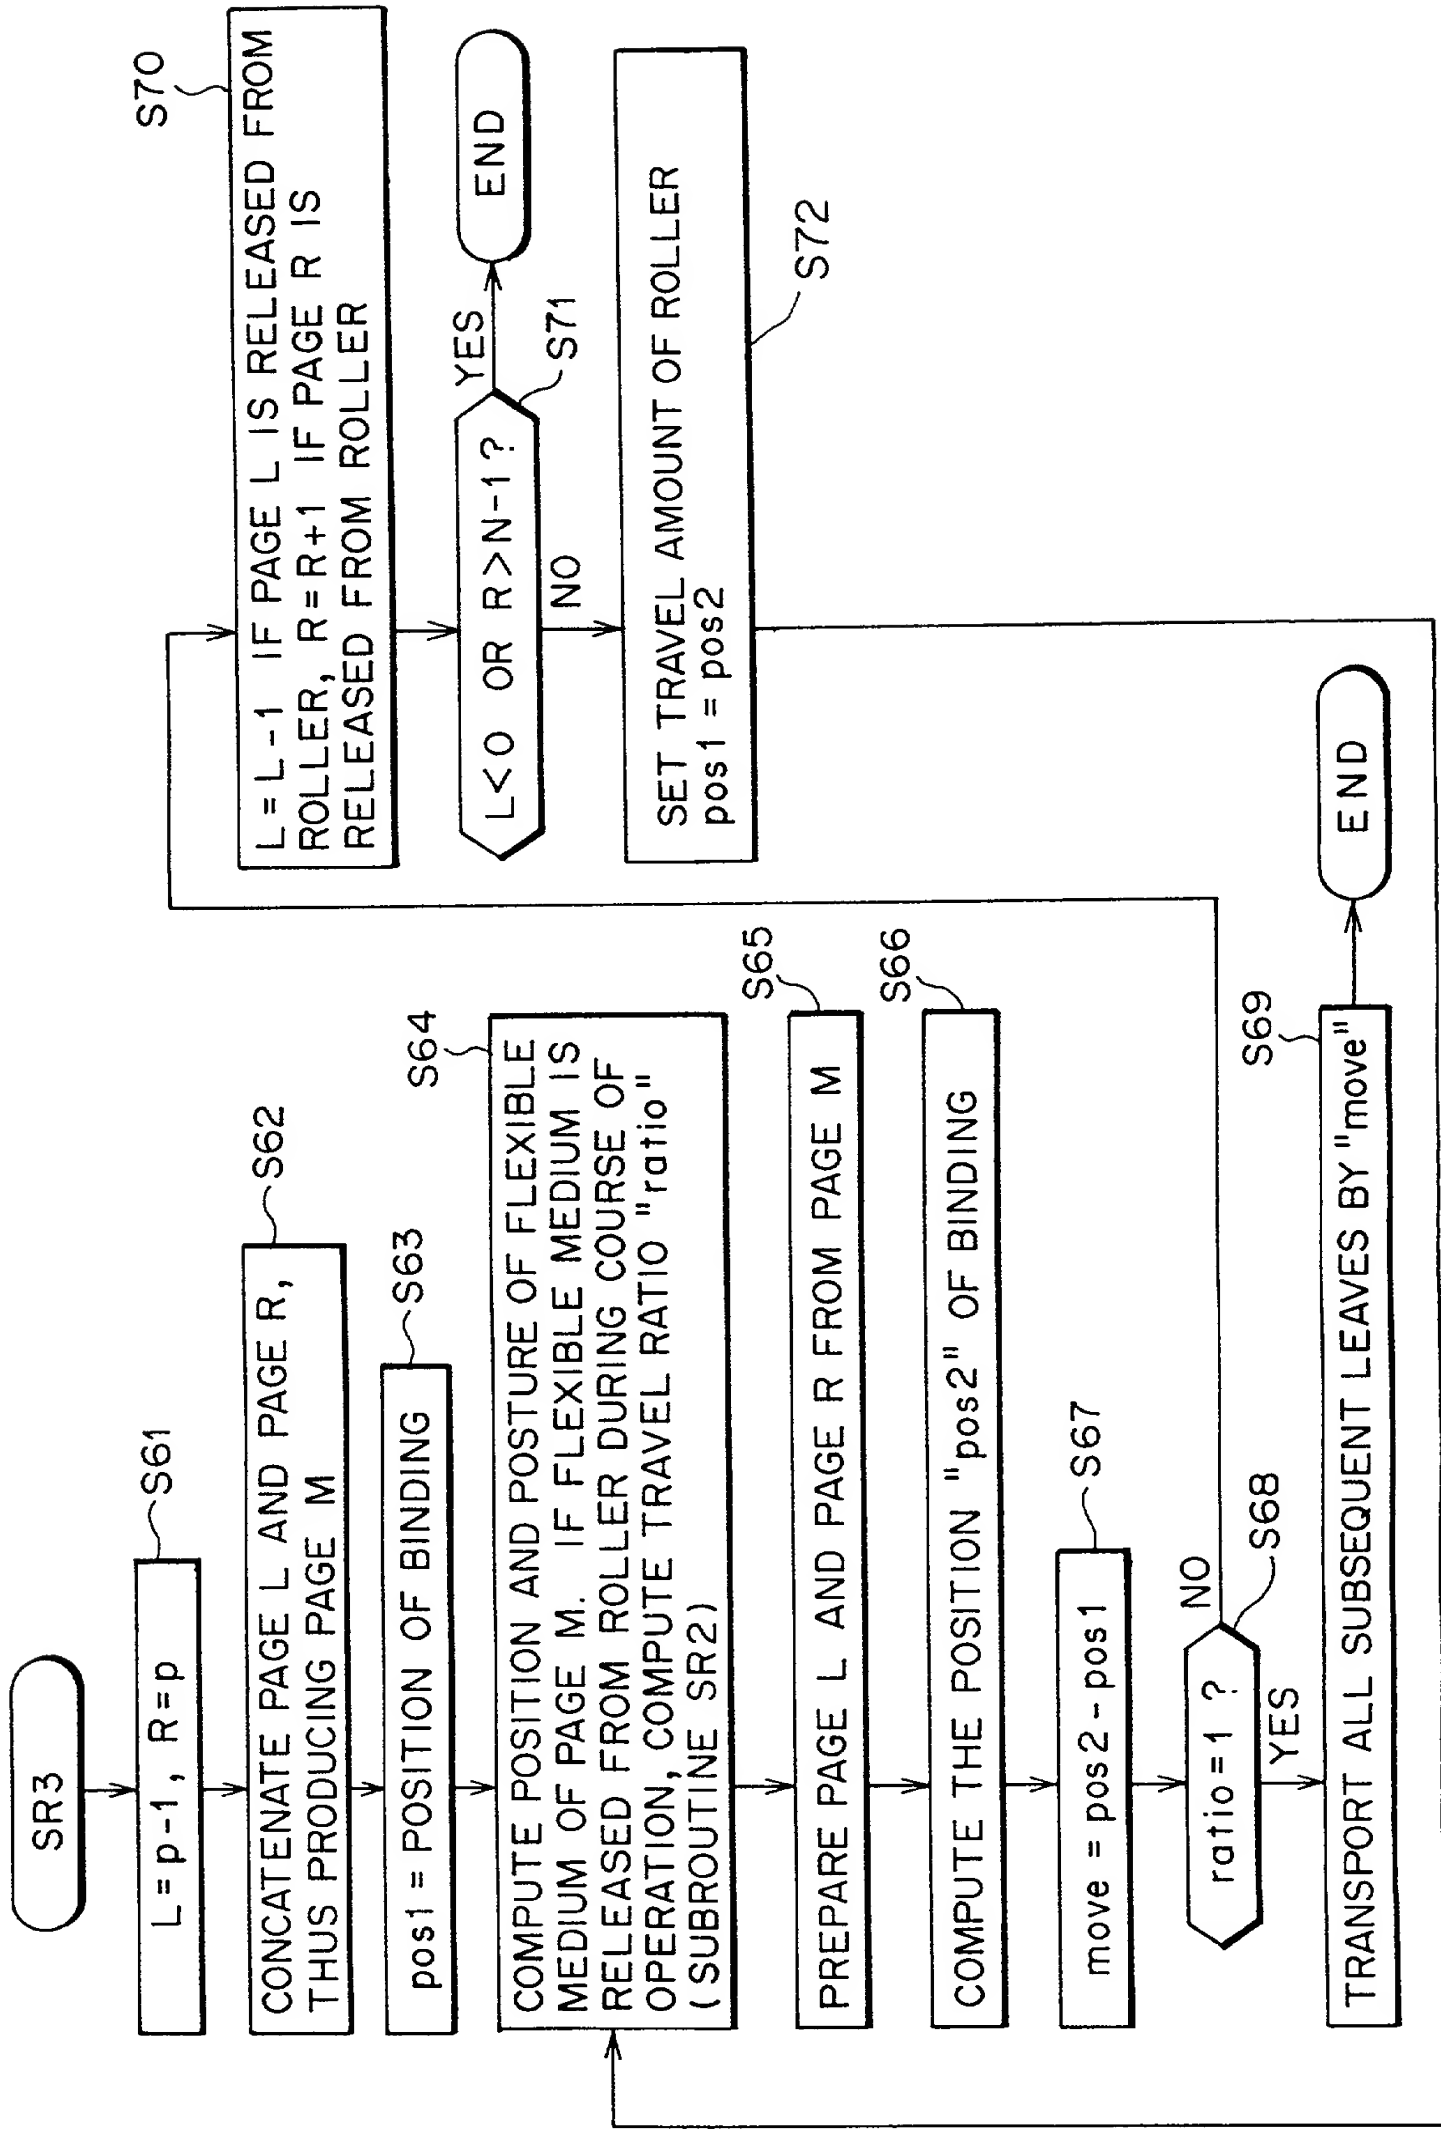 SR3
L=p-1, R=p
S61
CONCATENATE PAGE L AND PAGE R,
THUS PRODUCING PAGE M
S62
pos1 = POSITION OF BINDING
S63
COMPUTE POSITION AND POSTURE OF FLEXIBLE
MEDIUM OF PAGE M. IF FLEXIBLE MEDIUM IS
RELEASED FROM ROLLER DURING COURSE OF
OPERATION, COMPUTE TRAVEL RATIO "ratio"
(SUBROUTINE SR2)
S64
PREPARE PAGE L AND PAGE R FROM PAGE M
S65
COMPUTE THE POSITION "pos2" OF BINDING
S66
move = pos2-pos1
S67
ratio=1 ?
NO
S68
YES
TRANSPORT ALL SUBSEQUENT LEAVES BY "move"
S69
END
S70
L=L-1 IF PAGE L IS RELEASED FROM
ROLLER, R=R+1 IF PAGE R IS
RELEASED FROM ROLLER
L<0 OR R>N-1?
YES
S71
END
NO
SET TRAVEL AMOUNT OF ROLLER
pos1 = pos2
S72